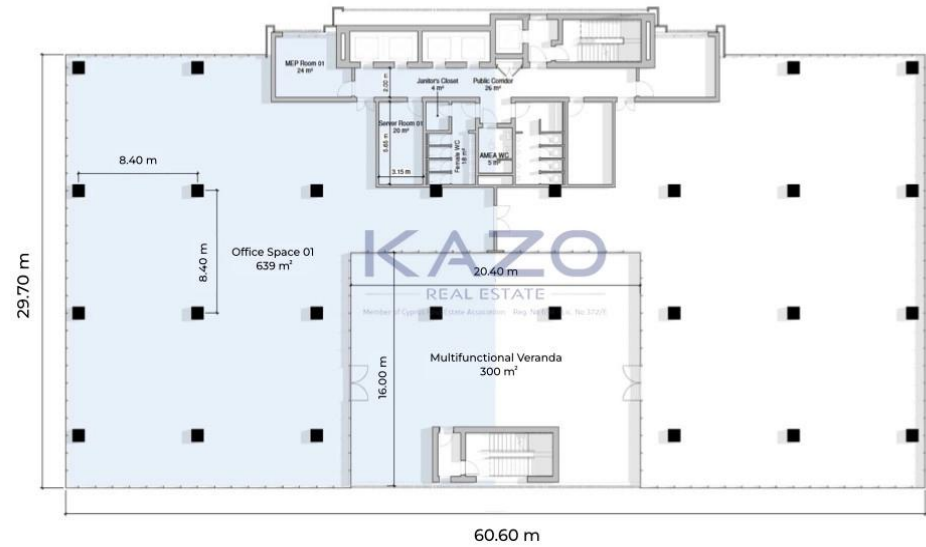 MEP Room 01
24 m²
Janitor's Closet
4 m²
Public Corridor
26 m²
2.00 m
Server Room 01
20 m²
5.65 m
3.15 m
Female WC
18 m²
AMEA WC
5 m²
8.40 m
8.40 m
Office Space 01
639 m²
29.70 m
KAZO
REAL ESTATE
20.40 m
Multifunctional Veranda
300 m²
16.00 m
60.60 m